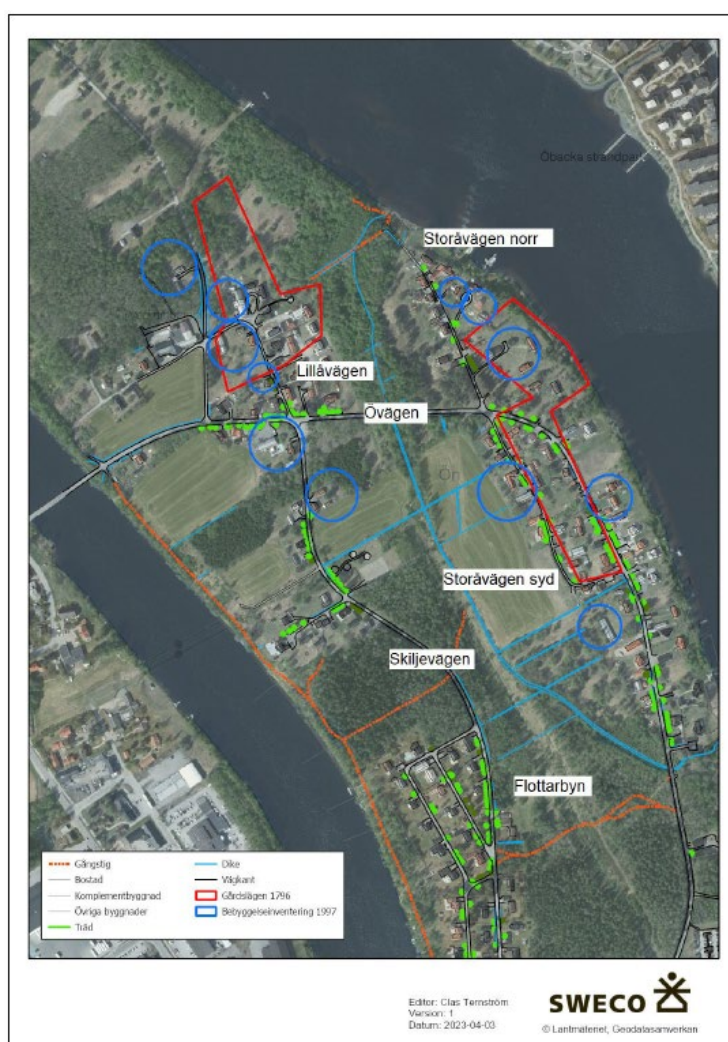 Öbacka strandpark
Storåvägen norr
Lillåvägen
Övägen
Ön
Storåvägen syd
Skiljevägen
Flottarbyn
Gångstig
Bostad
Komplementbyggnad
Övriga byggnader
Träd
Dike
Vägkant
Gårdslägen 1796
Bebyggelseinventering 1997
Editor: Clas Ternström
Version: 1
Datum: 2023-04-03
SWECO
© Lantmäteriet, Geodatasamverkan